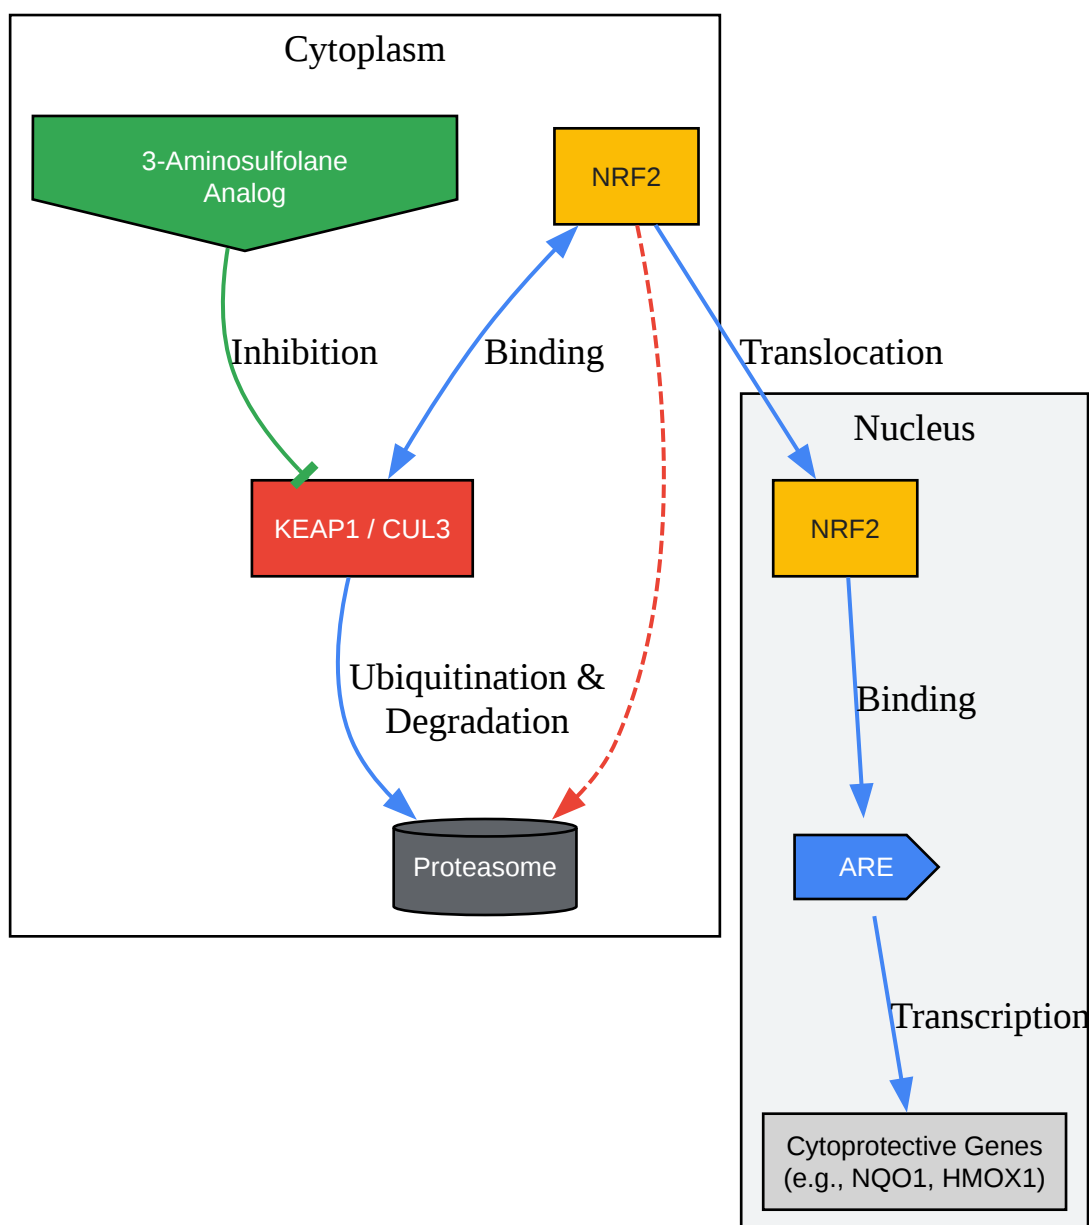 Cytoplasm
3-Aminosulfolane
Analog
NRF2
Inhibition
Binding
Translocation
Nucleus
KEAP1 / CUL3
NRF2
Ubiquitination &
Degradation
Binding
Proteasome
ARE
Transcription
Cytoprotective Genes
(e.g., NQO1, HMOX1)